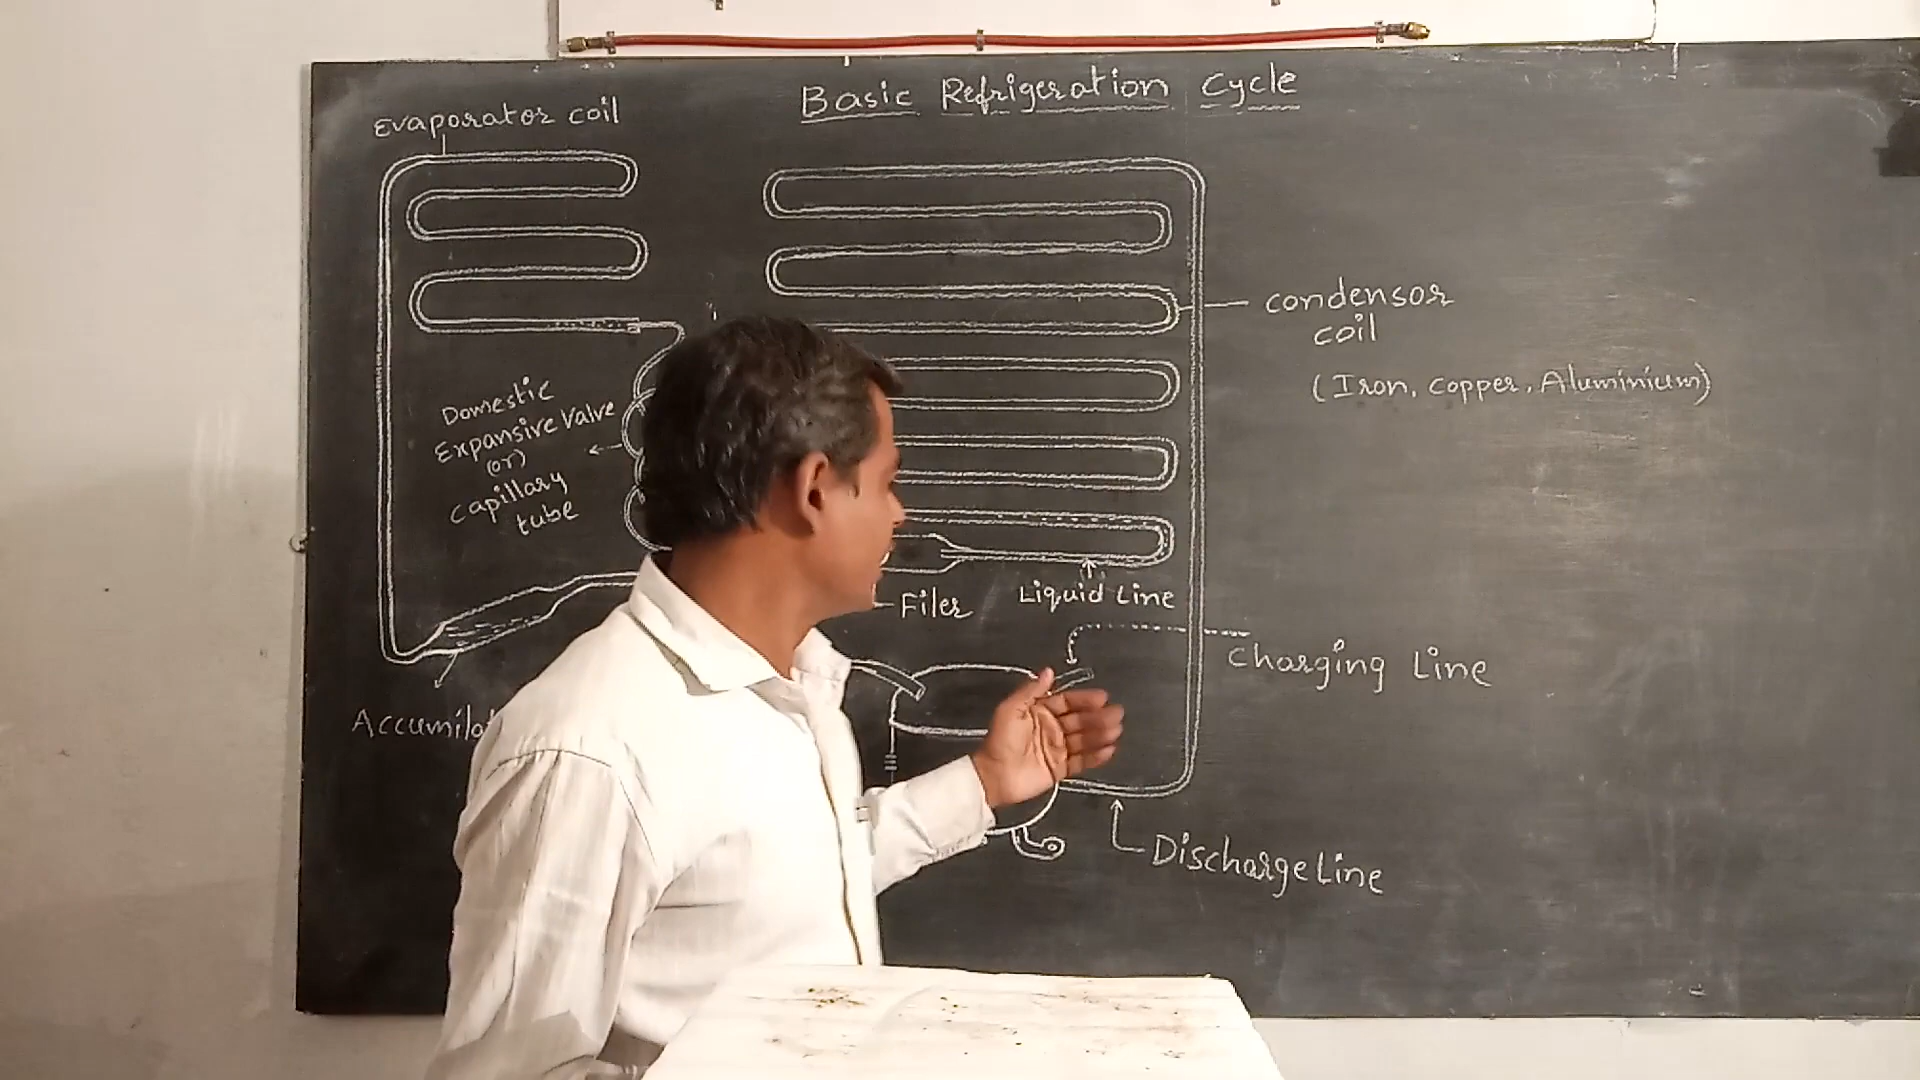 Basic Refrigeration Cycle
Evaporator coil
condensor
coil
(Iron, copper, Aluminium)
Domestic
Expansive Valve
(or)
capillary
tube
Filer
Liquid Line
charging Line
Discharge Line